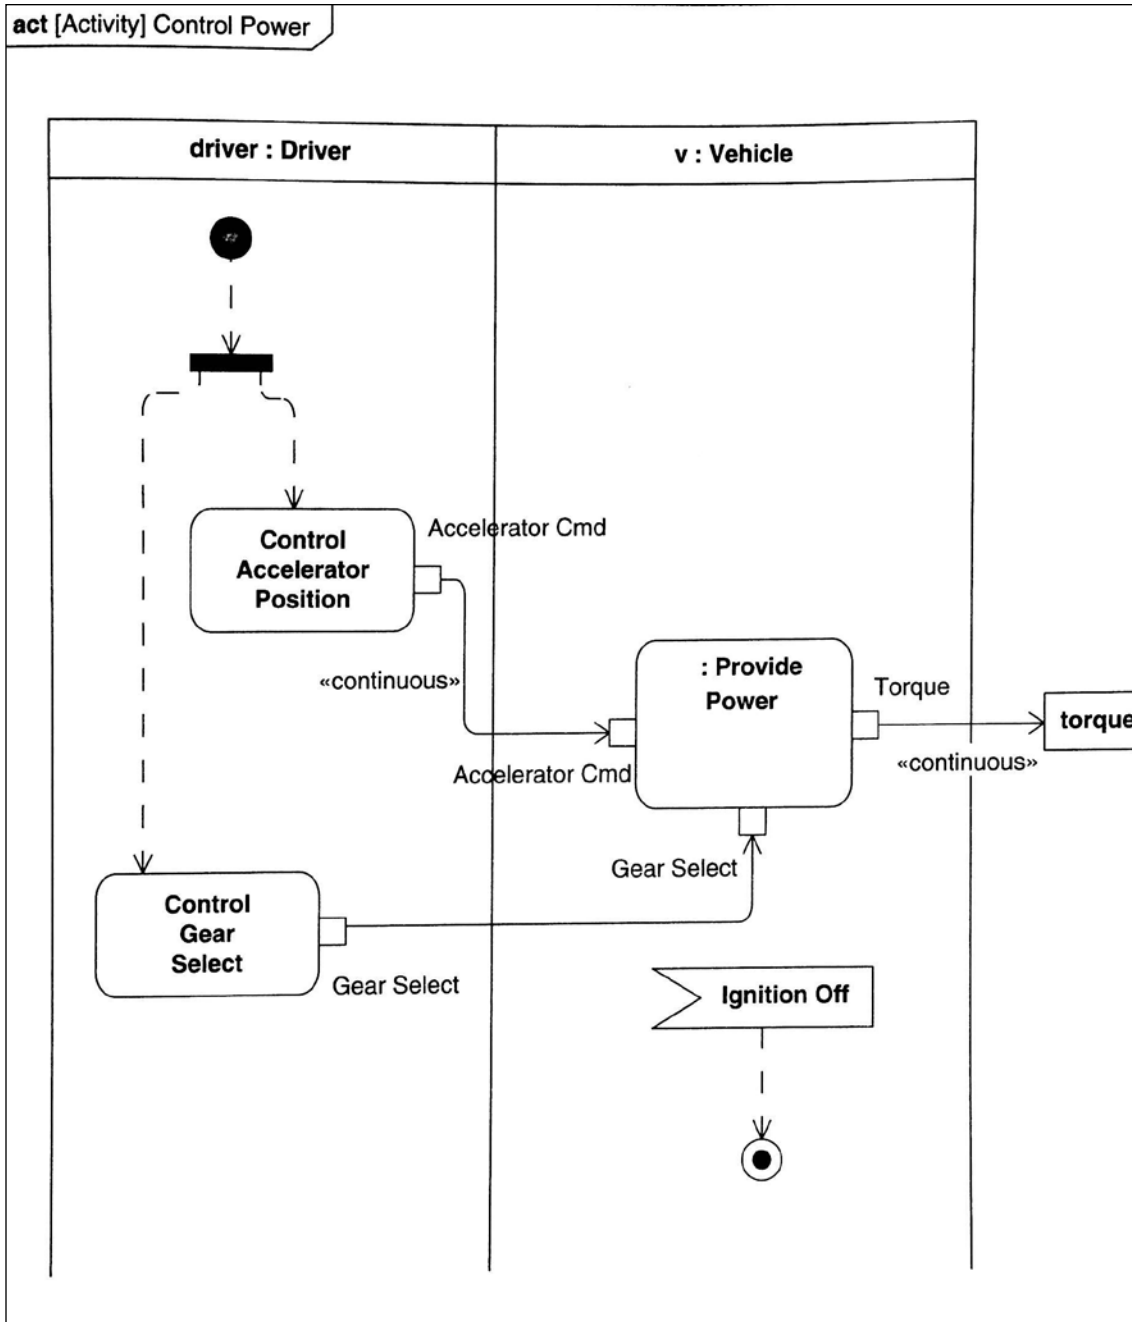 act [Activity] Control Power
driver : Driver
v : Vehicle
Control
Accelerator
Position
Accelerator Cmd
«continuous»
Accelerator Cmd
: Provide
Power
Torque
«continuous»
torque
Gear Select
Control
Gear
Select
Gear Select
Ignition Off